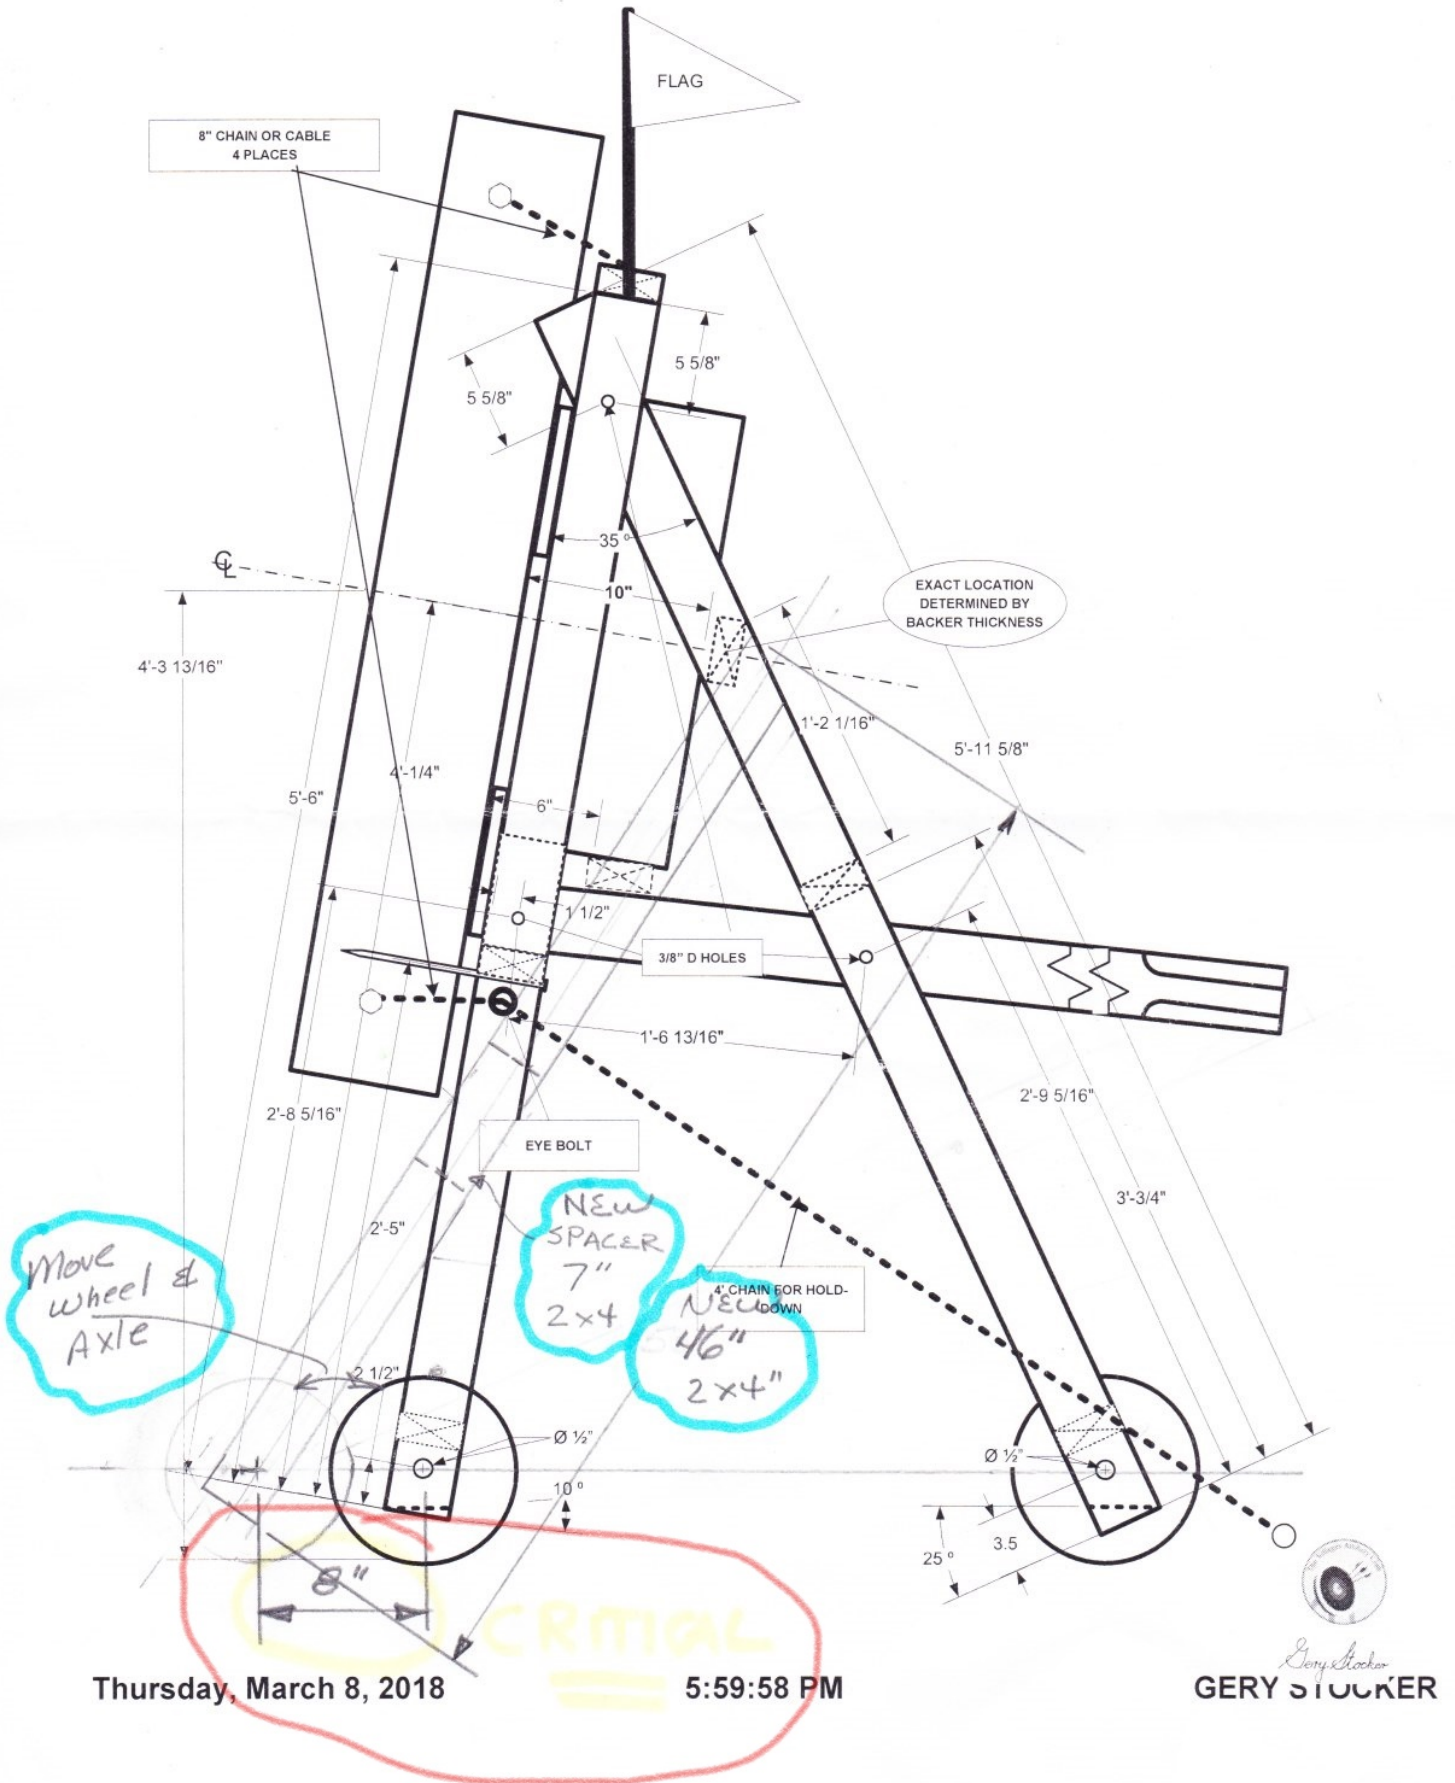 FLAG
8" CHAIN OR CABLE
4 PLACES
5 5/8"
5 5/8"
35 °
10"
EXACT LOCATION
DETERMINED BY
BACKER THICKNESS
4'-3 13/16"
1'-2 1/16"
5'-11 5/8"
4'-1/4"
5'-6"
6"
1 1/2"
3/8" D HOLES
1'-6 13/16"
2'-9 5/16"
2'-8 5/16"
EYE BOLT
3'-3/4"
2'-5"
NEW
SPACER
7"
2x4
Move
wheel &
Axle
4' CHAIN FOR HOLD-
DOWN
NEW
46"
2x4"
2 1/2"
Ø ½"
Ø ½"
10 °
3.5
25 °
8"
CRITICAL
Gery Stocker
Thursday, March 8, 2018
5:59:58 PM
GERY STOCKER